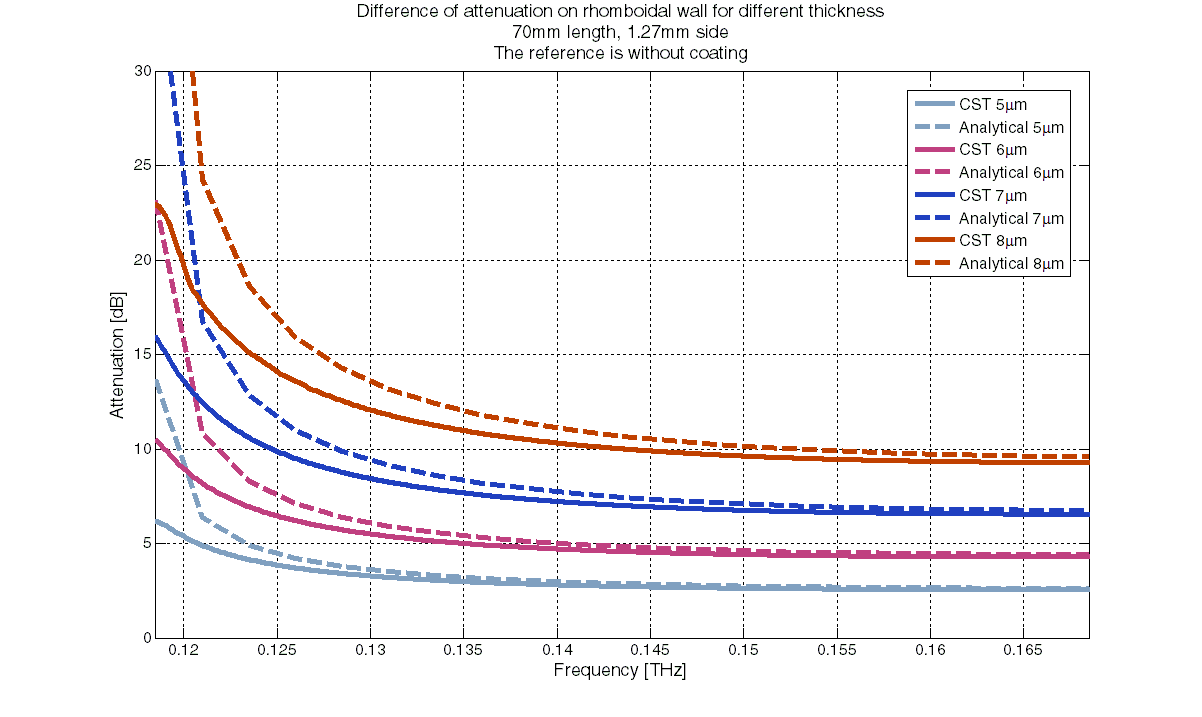 Difference of attenuation on rhomboidal wall for different thickness
70mm length, 1.27mm side
The reference is without coating
30
25
20
15
10
5
0
Attenuation [dB]
CST 5µm
Analytical 5µm
CST 6µm
Analytical 6µm
CST 7µm
Analytical 7µm
CST 8µm
Analytical 8µm
0.12 0.125 0.13 0.135 0.14 0.145 0.15 0.155 0.16 0.165
Frequency [THz]